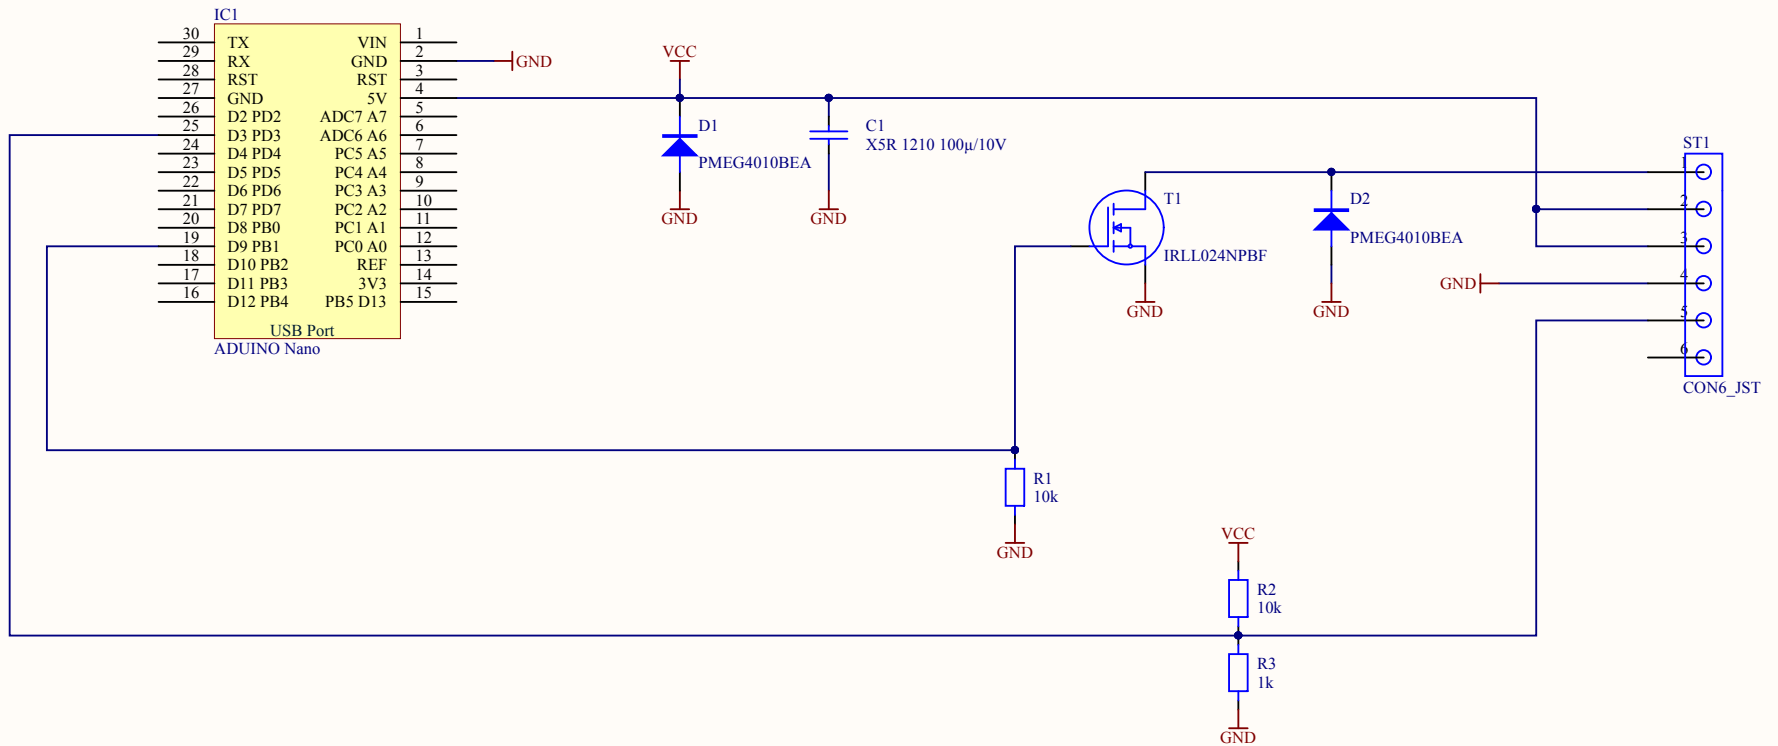 IC1
30 TX VIN 1
29 RX GND 2
28 RST RST 3
27 GND 5V 4
26 D2 PD2 ADC7 A7 5
25 D3 PD3 ADC6 A6 6
24 D4 PD4 PC5 A5 7
23 D5 PD5 PC4 A4 8
22 D6 PD6 PC3 A3 9
21 D7 PD7 PC2 A2 10
20 D8 PB0 PC1 A1 11
19 D9 PB1 PC0 A0 12
18 D10 PB2 REF 13
17 D11 PB3 3V3 14
16 D12 PB4 PB5 D13 15
USB Port
ADUINO Nano
GND
VCC
D1
PMEG4010BEA
GND
C1
X5R 1210 100µ/10V
GND
T1
IRLL024NPBF
GND
D2
PMEG4010BEA
GND
ST1
1
2
3
GND
4
5
6
CON6_JST
R1
10k
GND
VCC
R2
10k
R3
1k
GND